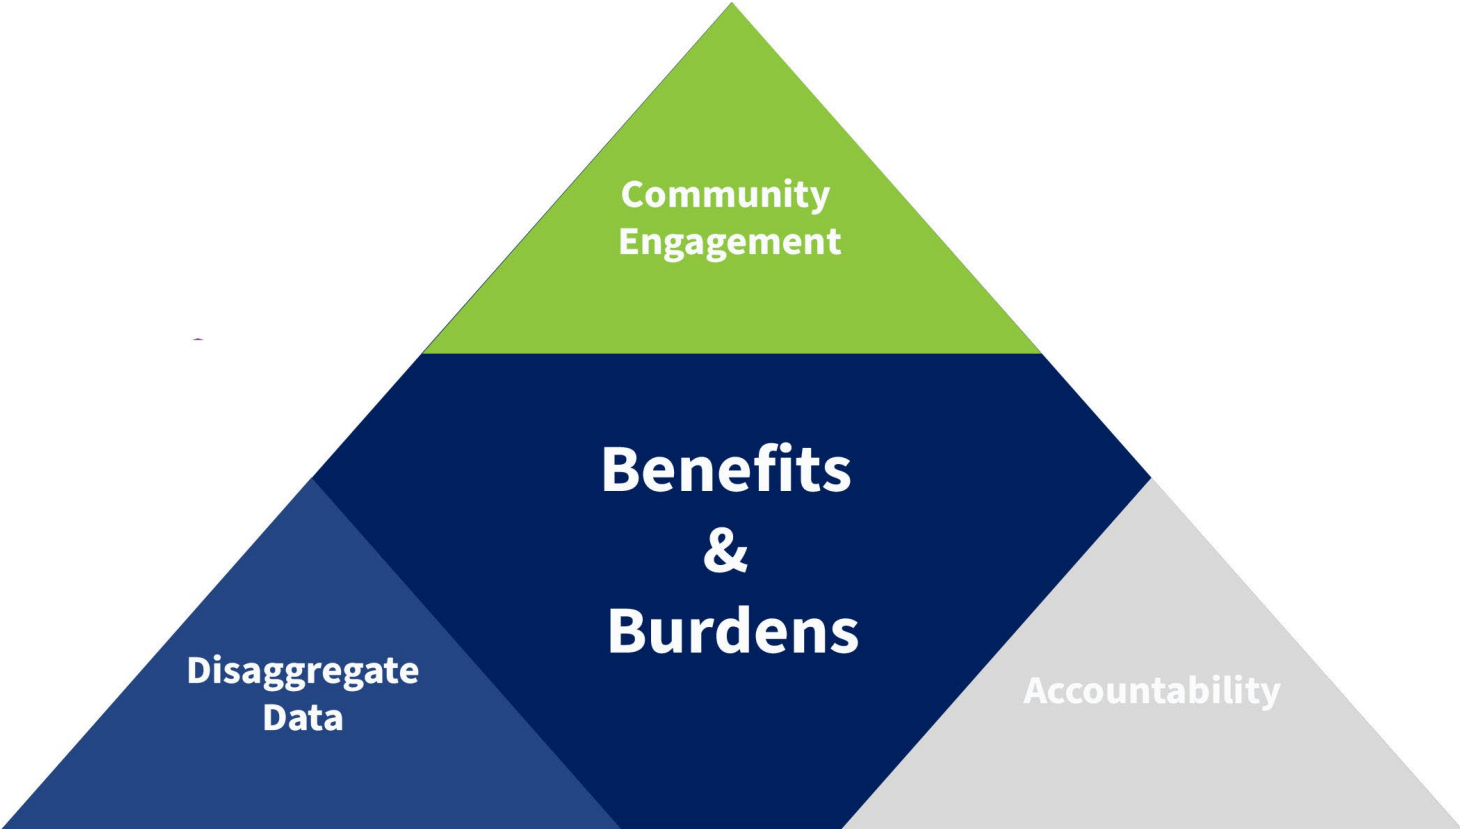 Community
Engagement
Benefits
&
Burdens
Disaggregate
Data
Accountability